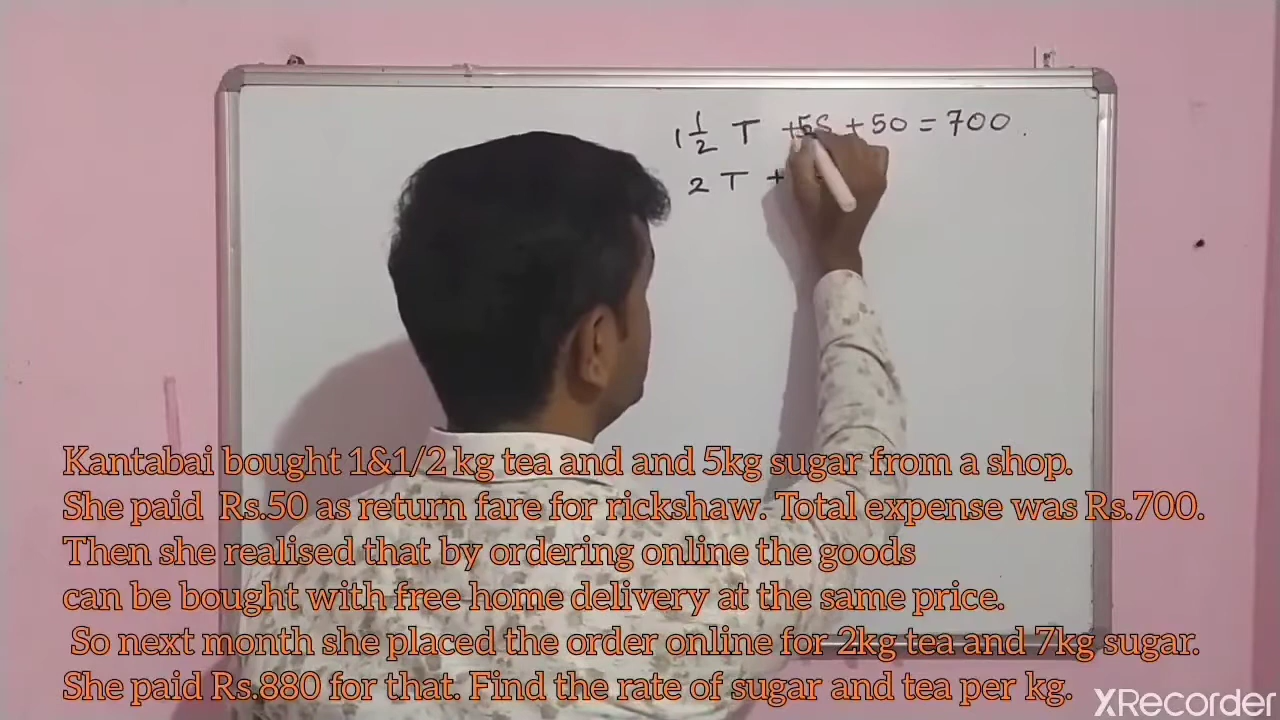 1 1/2 T +5S +50 = 700.
2 T +
Kantabai bought 1&1/2 kg tea and and 5kg sugar from a shop.
She paid Rs.50 as return fare for rickshaw. Total expense was Rs.700.
Then she realised that by ordering online the goods
can be bought with free home delivery at the same price.
So next month she placed the order online for 2kg tea and 7kg sugar.
She paid Rs.880 for that. Find the rate of sugar and tea per kg.
XRecorder